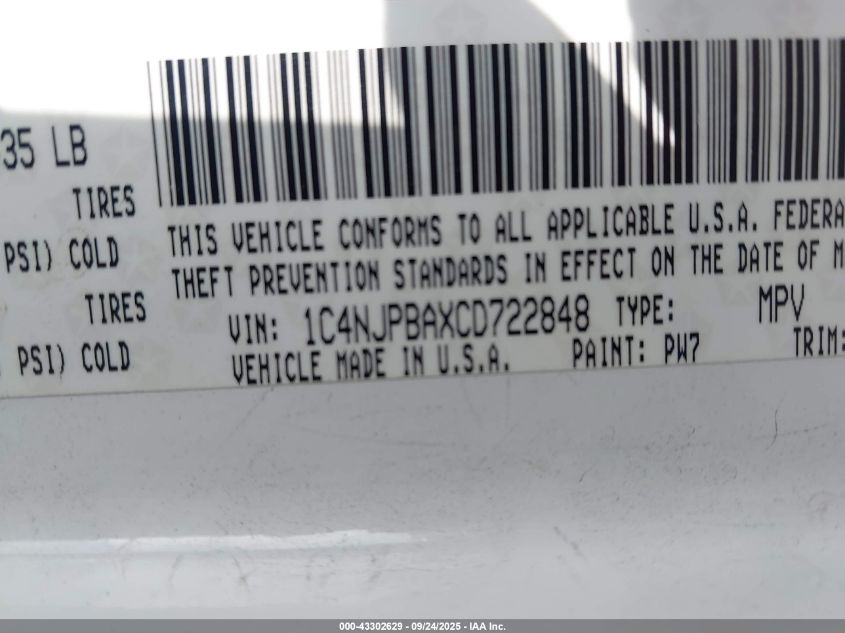 35 LB
TIRES
PSI) COLD
TIRES
PSI) COLD
THIS VEHICLE CONFORMS TO ALL APPLICABLE U.S.A. FEDERA
THEFT PREVENTION STANDARDS IN EFFECT ON THE DATE OF M
VIN: 1C4NJPBAXCD722848 TYPE: MPV
VEHICLE MADE IN U.S.A. PAINT: PW7 TRIM:
000-43302629 - 09/24/2025 - IAA Inc.